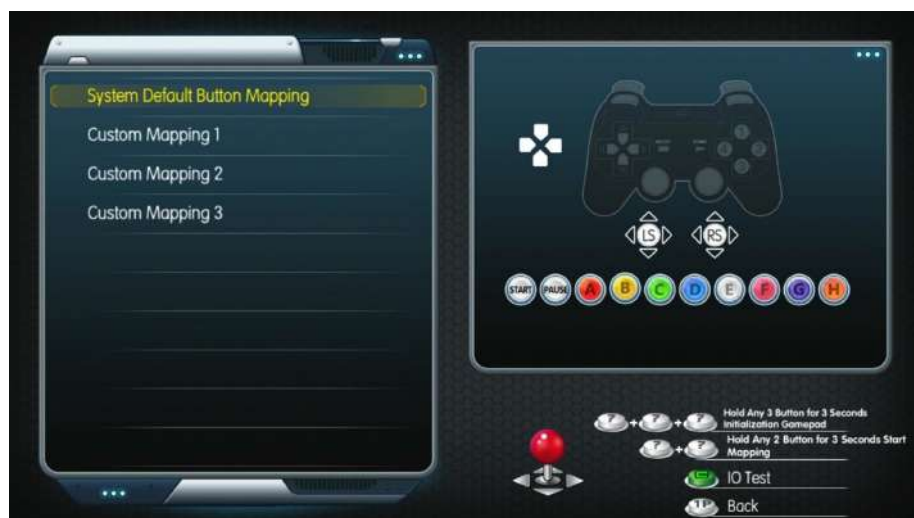 System Default Button Mapping
Custom Mapping 1
Custom Mapping 2
Custom Mapping 3
LS RS
START PAUSE A B C D E F G H
? + ? + ? Hold Any 3 Button for 3 Seconds
Initialization Gamepad
? + ? Hold Any 2 Button for 3 Seconds Start
Mapping
IO Test
1P Back